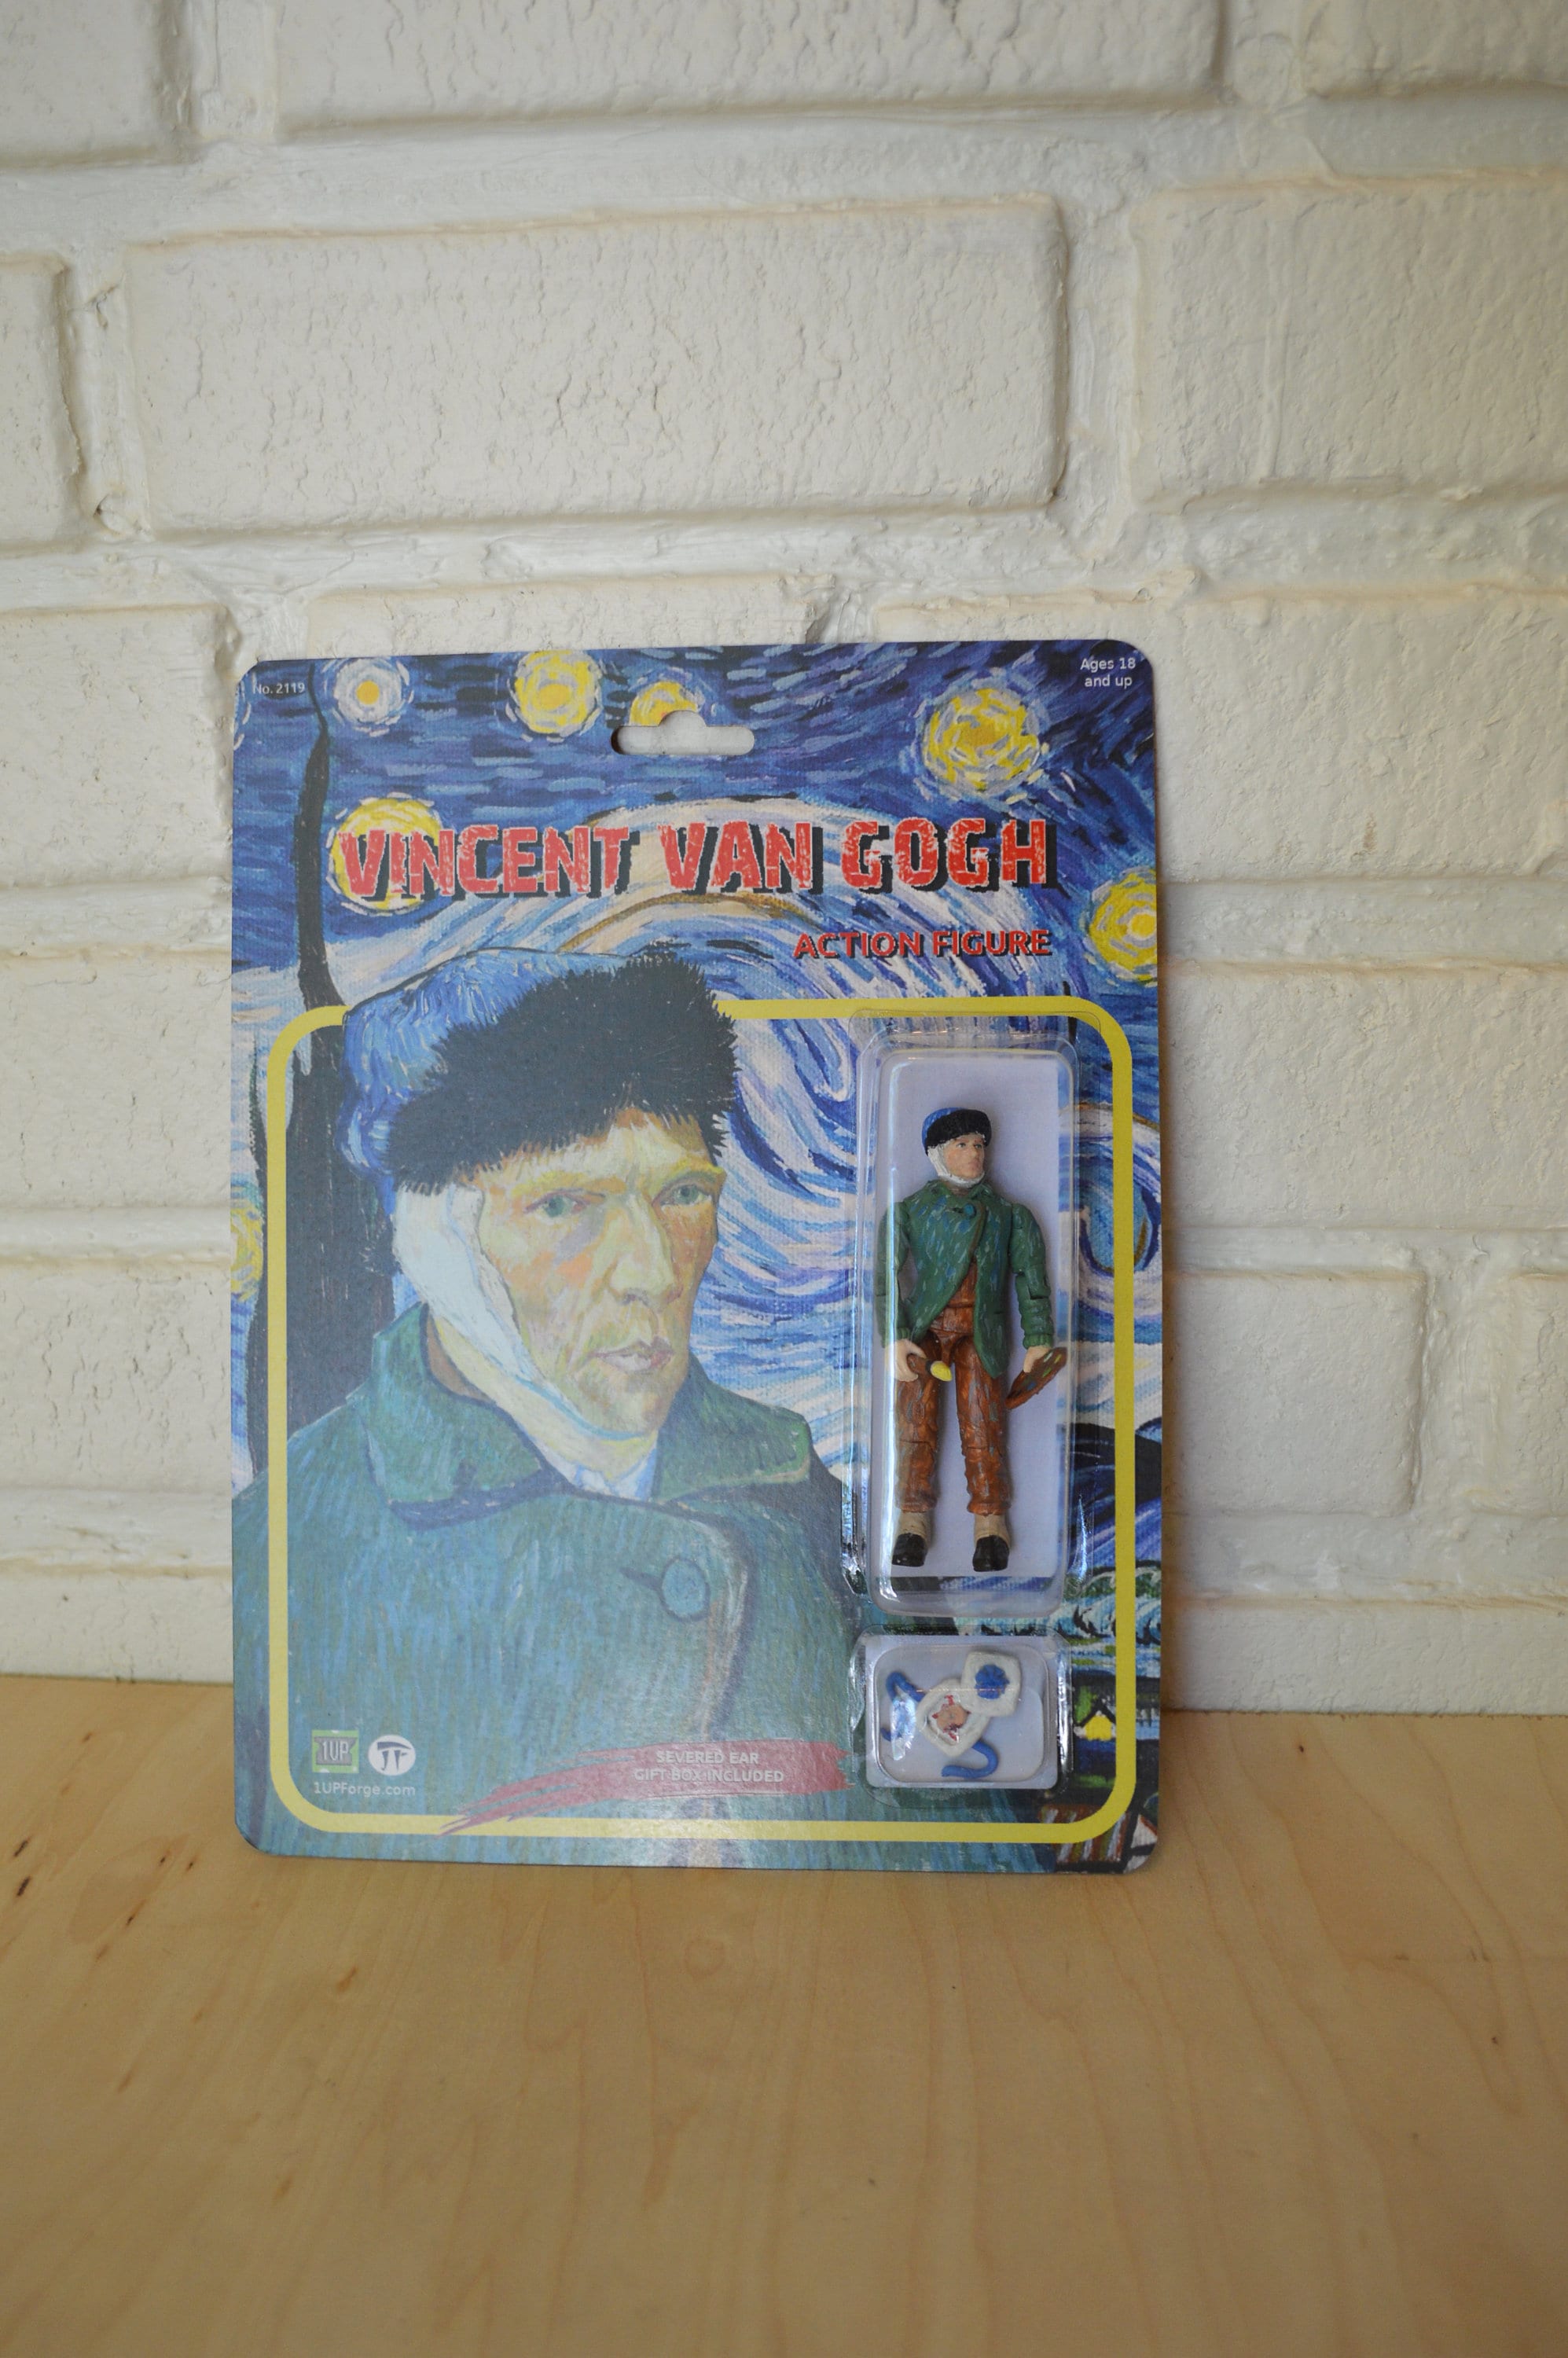 No. 2119
Ages 18
and up
VINCENT VAN GOGH
ACTION FIGURE
SEVERED EAR
GIFT BOX INCLUDED
1UP
1UPForge.com